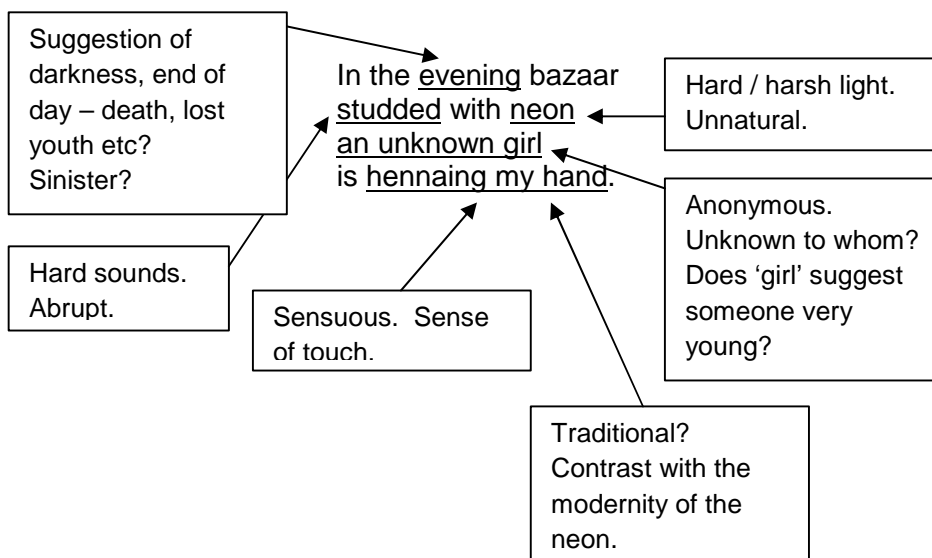 Suggestion of
darkness, end of
day – death, lost
youth etc?
Sinister?
In the evening bazaar
studded with neon
an unknown girl
is hennaing my hand.
Hard / harsh light.
Unnatural.
Anonymous.
Unknown to whom?
Does ‘girl’ suggest
someone very
young?
Hard sounds.
Abrupt.
Sensuous.  Sense
of touch.
Traditional?
Contrast with the
modernity of the
neon.